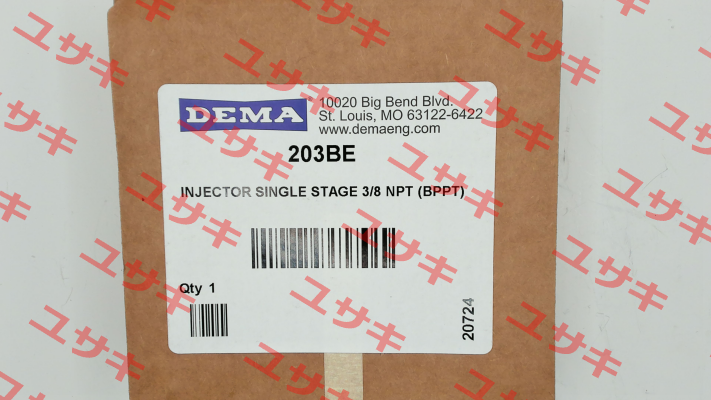 DEMA
10020 Big Bend Blvd.
St. Louis, MO 63122-6422
www.demaeng.com
203BE
INJECTOR SINGLE STAGE 3/8 NPT (BPPT)
Qty 1
20724
ユサキ